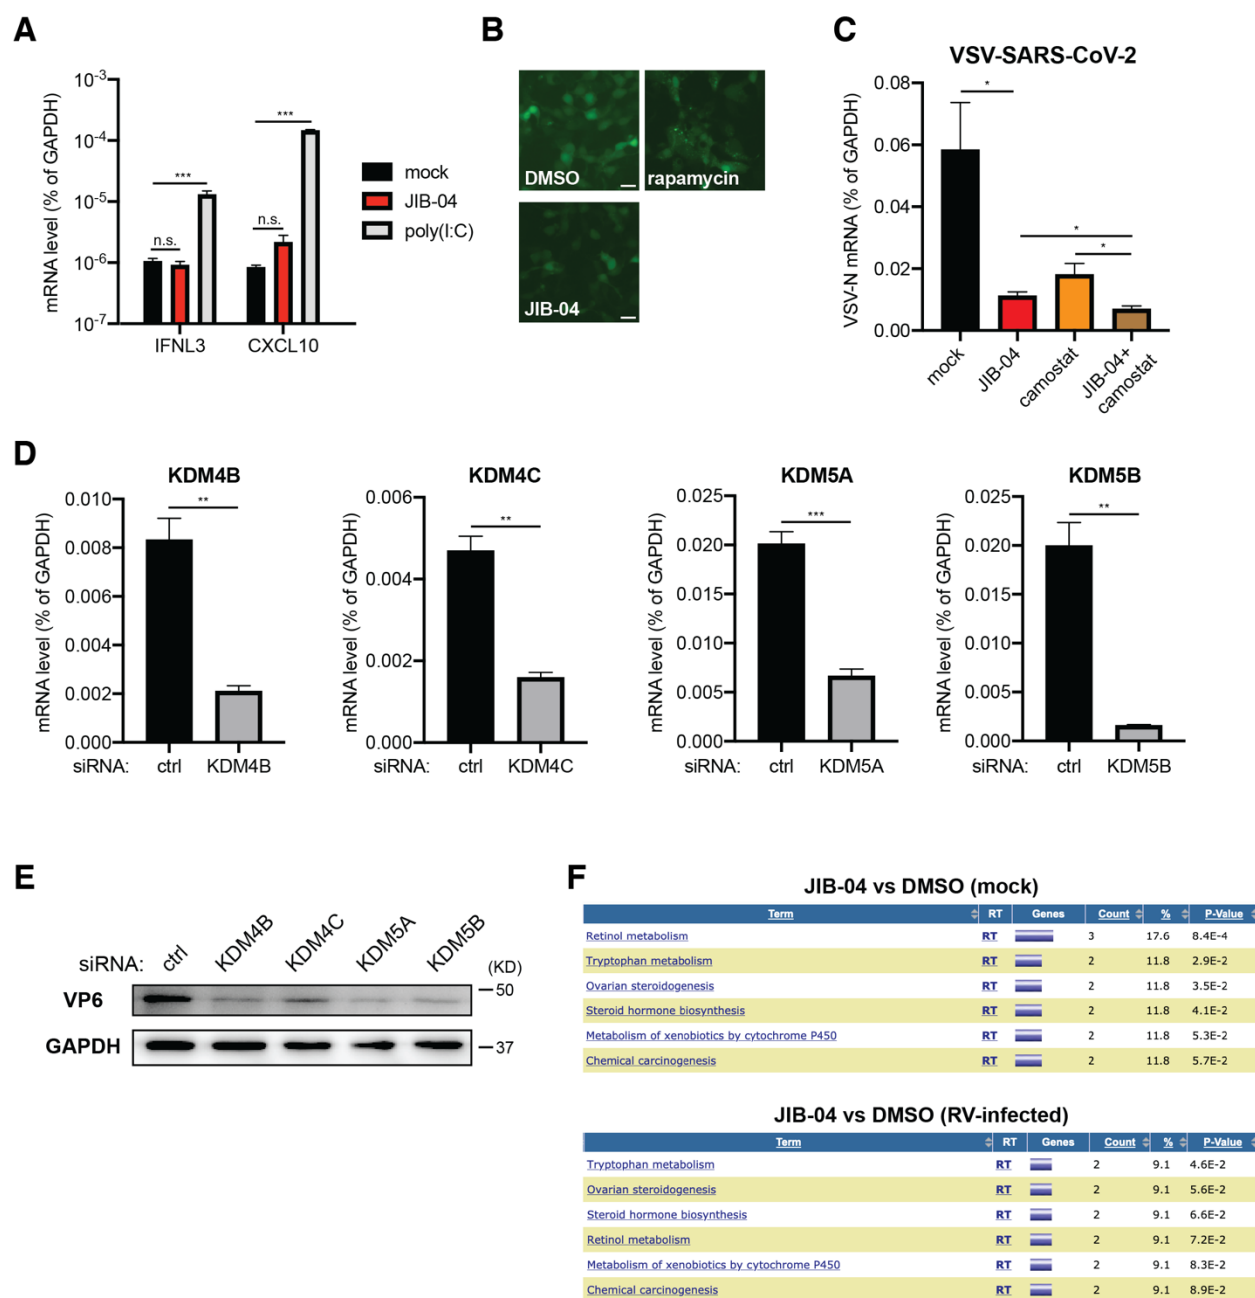 A
mRNA level (% of GAPDH)
10-3
10-4
10-5
10-6
10-7
***
***
n.s.
n.s.
IFNL3 CXCL10
mock
JIB-04
poly(I:C)
B
DMSO
rapamycin
JIB-04
C
VSV-SARS-CoV-2
VSV-N mRNA (% of GAPDH)
0.08
0.06
0.04
0.02
0.00
*
*
*
mock
JIB-04
camostat
JIB-04+
camostat
D
KDM4B
mRNA level (% of GAPDH)
0.010
0.008
0.006
0.004
0.002
0.000
**
siRNA: ctrl KDM4B
KDM4C
mRNA level (% of GAPDH)
0.006
0.004
0.002
0.000
**
siRNA: ctrl KDM4C
KDM5A
mRNA level (% of GAPDH)
0.025
0.020
0.015
0.010
0.005
0.000
***
siRNA: ctrl KDM5A
KDM5B
mRNA level (% of GAPDH)
0.025
0.020
0.015
0.010
0.005
0.000
**
siRNA: ctrl KDM5B
E
siRNA: ctrl KDM4B KDM4C KDM5A KDM5B (KD)
VP6 50
GAPDH 37
F
JIB-04 vs DMSO (mock)
Term RT Genes Count % P-Value
Retinol metabolism RT 3 17.6 8.4E-4
Tryptophan metabolism RT 2 11.8 2.9E-2
Ovarian steroidogenesis RT 2 11.8 3.5E-2
Steroid hormone biosynthesis RT 2 11.8 4.1E-2
Metabolism of xenobiotics by cytochrome P450 RT 2 11.8 5.3E-2
Chemical carcinogenesis RT 2 11.8 5.7E-2
JIB-04 vs DMSO (RV-infected)
Term RT Genes Count % P-Value
Tryptophan metabolism RT 2 9.1 4.6E-2
Ovarian steroidogenesis RT 2 9.1 5.6E-2
Steroid hormone biosynthesis RT 2 9.1 6.6E-2
Retinol metabolism RT 2 9.1 7.2E-2
Metabolism of xenobiotics by cytochrome P450 RT 2 9.1 8.3E-2
Chemical carcinogenesis RT 2 9.1 8.9E-2